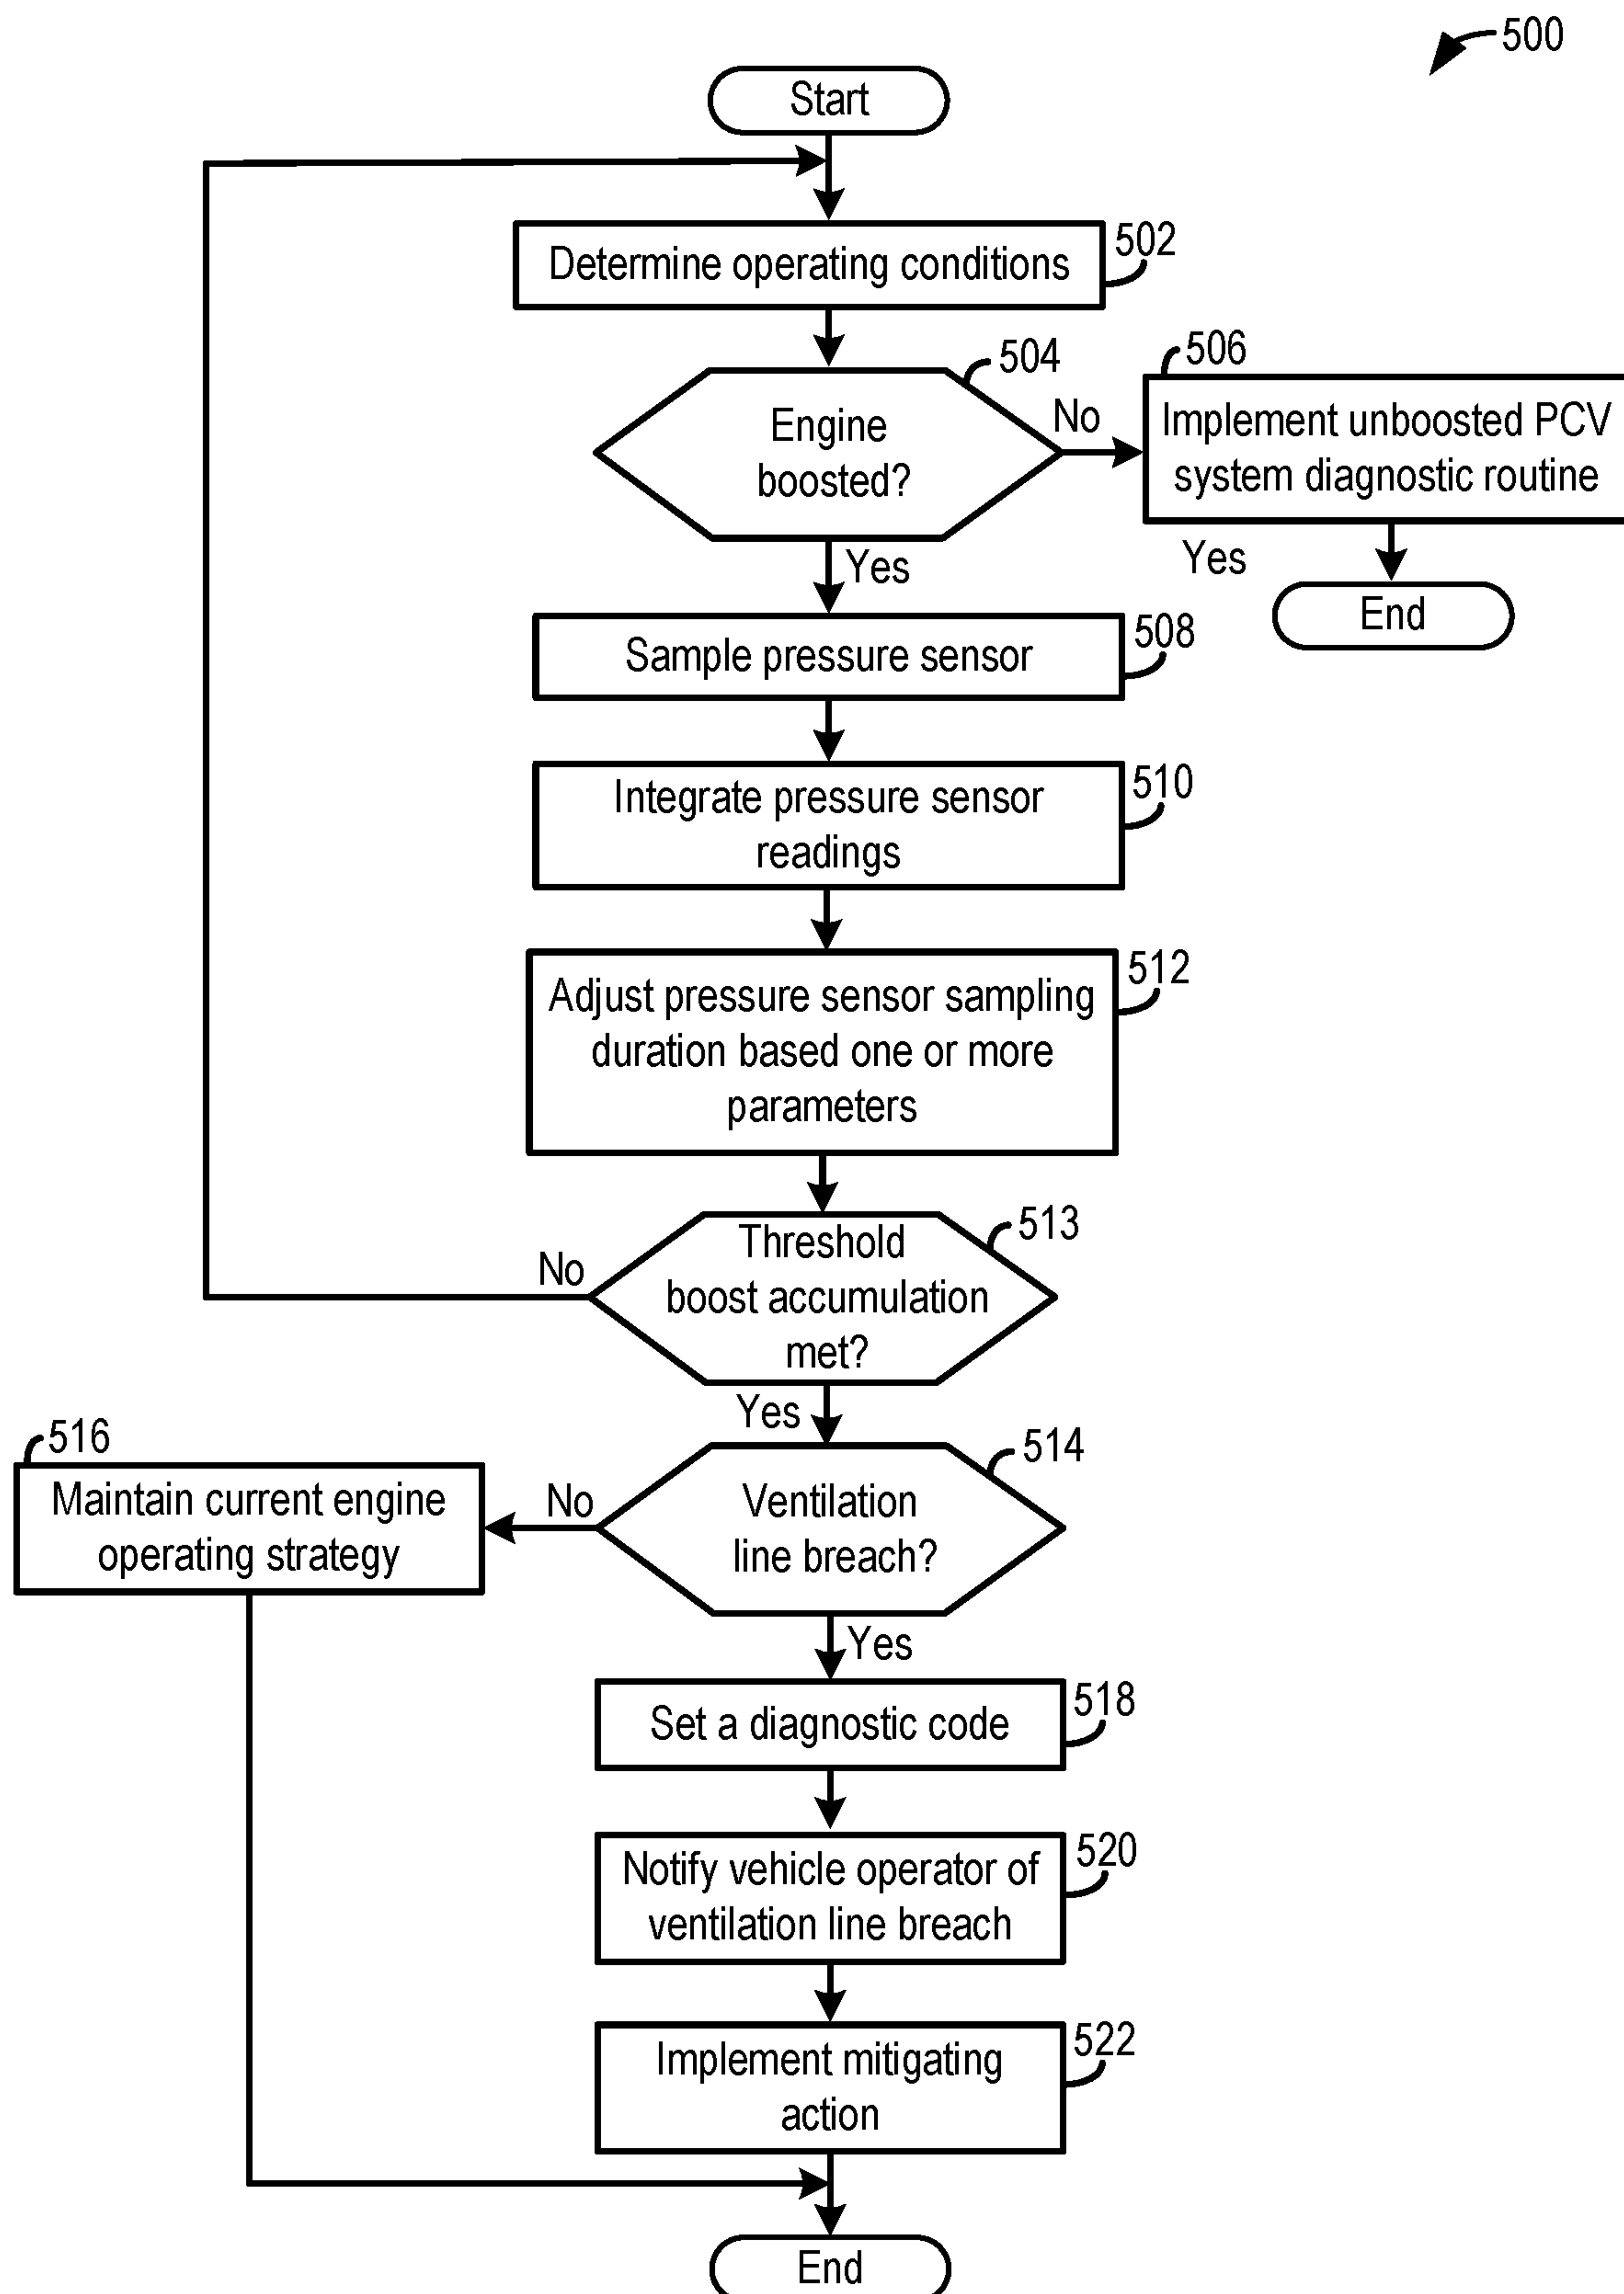 500
Start
Determine operating conditions
502
504
Engine
boosted?
No
506
Implement unboosted PCV
system diagnostic routine
Yes
Yes
End
Sample pressure sensor
508
Integrate pressure sensor
readings
510
Adjust pressure sensor sampling
duration based one or more
parameters
512
513
Threshold
boost accumulation
met?
No
Yes
514
Ventilation
line breach?
No
516
Maintain current engine
operating strategy
Yes
Set a diagnostic code
518
Notify vehicle operator of
ventilation line breach
520
Implement mitigating
action
522
End